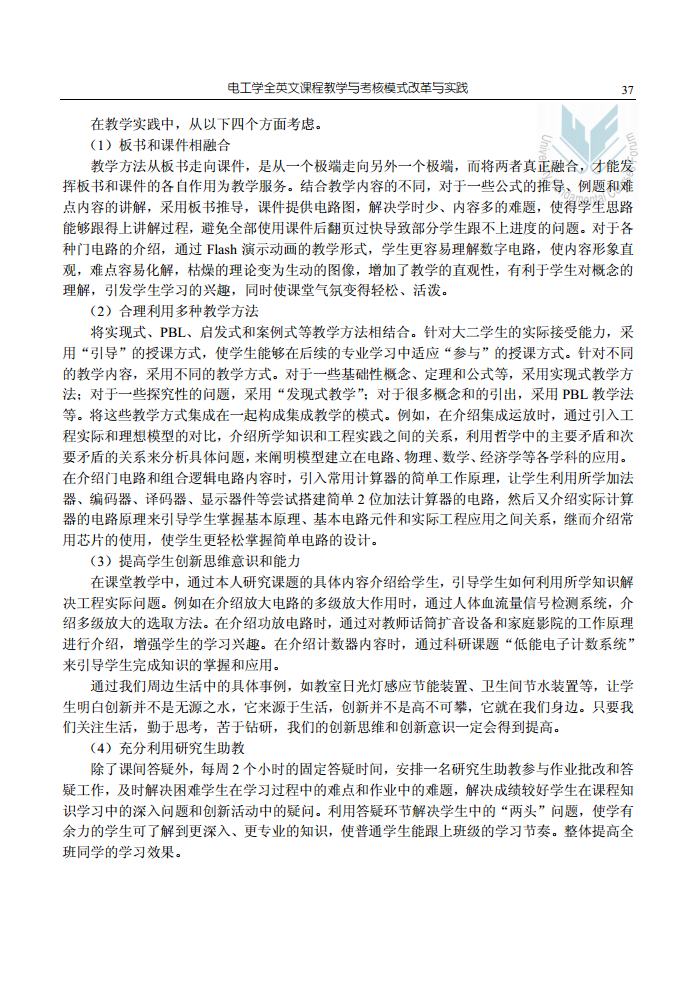 电工学全英文课程教学与考核模式改革与实践 37
在教学实践中，从以下四个方面考虑。
（1）板书和课件相融合
教学方法从板书走向课件，是从一个极端走向另外一个极端，而将两者真正融合，才能发
挥板书和课件的各自作用为教学服务。结合教学内容的不同，对于一些公式的推导、例题和难
点内容的讲解，采用板书推导，课件提供电路图，解决学时少、内容多的难题，使得学生思路
能够跟得上讲解过程，避免全部使用课件后翻页过快导致部分学生跟不上进度的问题。对于各
种门电路的介绍，通过 Flash 演示动画的教学形式，学生更容易理解数字电路，使内容形象直
观，难点容易化解，枯燥的理论变为生动的图像，增加了教学的直观性，有利于学生对概念的
理解，引发学生学习的兴趣，同时使课堂气氛变得轻松、活泼。
（2）合理利用多种教学方法
将实现式、PBL、启发式和案例式等教学方法相结合。针对大二学生的实际接受能力，采
用“引导”的授课方式，使学生能够在后续的专业学习中适应“参与”的授课方式。针对不同
的教学内容，采用不同的教学方式。对于一些基础性概念、定理和公式等，采用实现式教学方
法；对于一些探究性的问题，采用“发现式教学”；对于很多概念和的引出，采用 PBL 教学法
等。将这些教学方式集成在一起构成集成教学的模式。例如，在介绍集成运放时，通过引入工
程实际和理想模型的对比，介绍所学知识和工程实践之间的关系，利用哲学中的主要矛盾和次
要矛盾的关系来分析具体问题，来阐明模型建立在电路、物理、数学、经济学等各学科的应用。
在介绍门电路和组合逻辑电路内容时，引入常用计算器的简单工作原理，让学生利用所学加法
器、编码器、译码器、显示器件等尝试搭建简单 2 位加法计算器的电路，然后又介绍实际计算
器的电路原理来引导学生掌握基本原理、基本电路元件和实际工程应用之间关系，继而介绍常
用芯片的使用，使学生更轻松掌握简单电路的设计。
（3）提高学生创新思维意识和能力
在课堂教学中，通过本人研究课题的具体内容介绍给学生，引导学生如何利用所学知识解
决工程实际问题。例如在介绍放大电路的多级放大作用时，通过人体血流量信号检测系统，介
绍多级放大的选取方法。在介绍功放电路时，通过对教师话筒扩音设备和家庭影院的工作原理
进行介绍，增强学生的学习兴趣。在介绍计数器内容时，通过科研课题“低能电子计数系统”
来引导学生完成知识的掌握和应用。
通过我们周边生活中的具体事例，如教室日光灯感应节能装置、卫生间节水装置等，让学
生明白创新并不是无源之水，它来源于生活，创新并不是高不可攀，它就在我们身边。只要我
们关注生活，勤于思考，苦于钻研，我们的创新思维和创新意识一定会得到提高。
（4）充分利用研究生助教
除了课间答疑外，每周 2 个小时的固定答疑时间，安排一名研究生助教参与作业批改和答
疑工作，及时解决困难学生在学习过程中的难点和作业中的难题，解决成绩较好学生在课程知
识学习中的深入问题和创新活动中的疑问。利用答疑环节解决学生中的“两头”问题，使学有
余力的学生可了解到更深入、更专业的知识，使普通学生能跟上班级的学习节奏。整体提高全
班同学的学习效果。